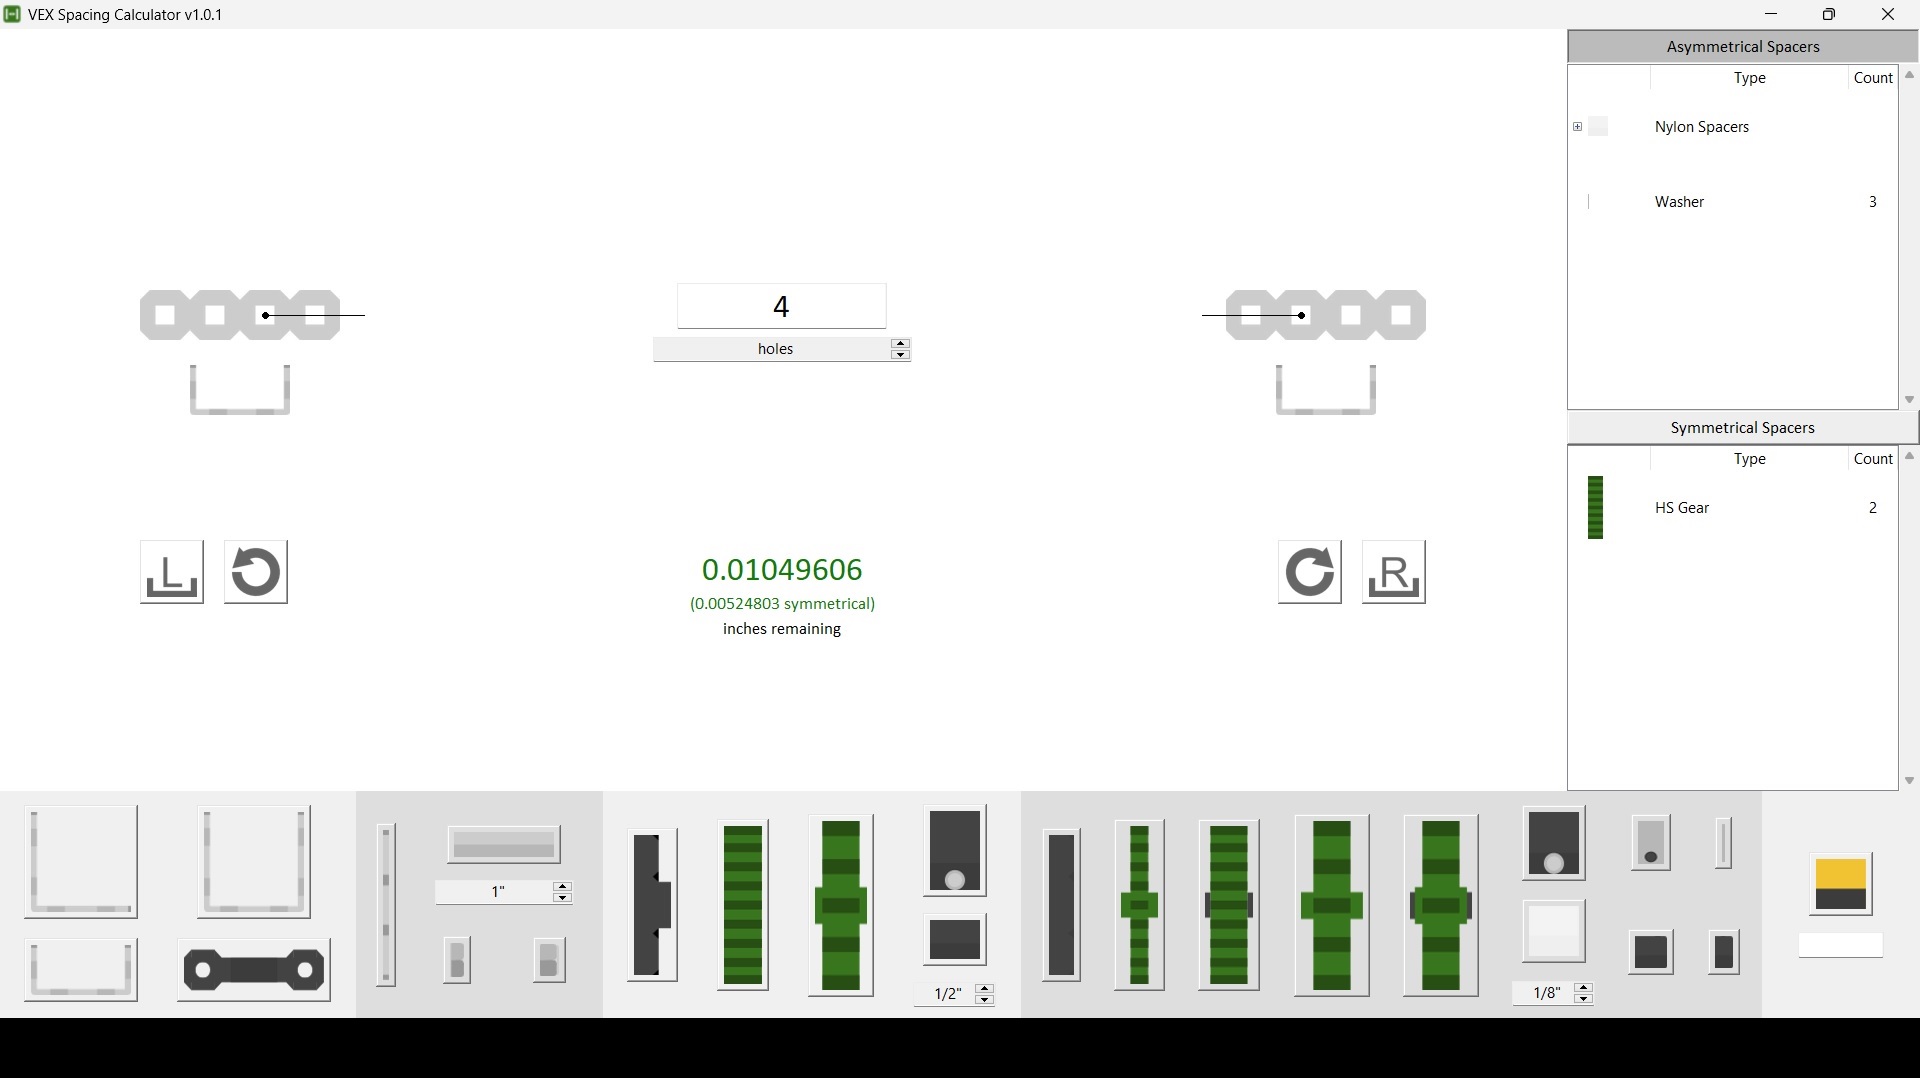 VEX Spacing Calculator v1.0.1
Asymmetrical Spacers
Type Count
Nylon Spacers
Washer 3
4
holes
Symmetrical Spacers
Type Count
HS Gear 2
L
R
0.01049606
(0.00524803 symmetrical)
inches remaining
1"
1/2"
1/8"